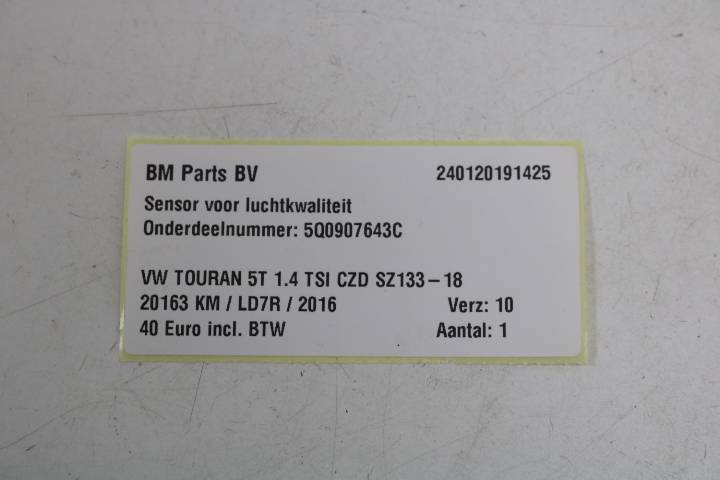 BM Parts BV 240120191425
Sensor voor luchtkwaliteit
Onderdeelnummer: 5Q0907643C
VW TOURAN 5T 1.4 TSI CZD SZ133-18
20163 KM / LD7R / 2016 Verz: 10
40 Euro incl. BTW Aantal: 1